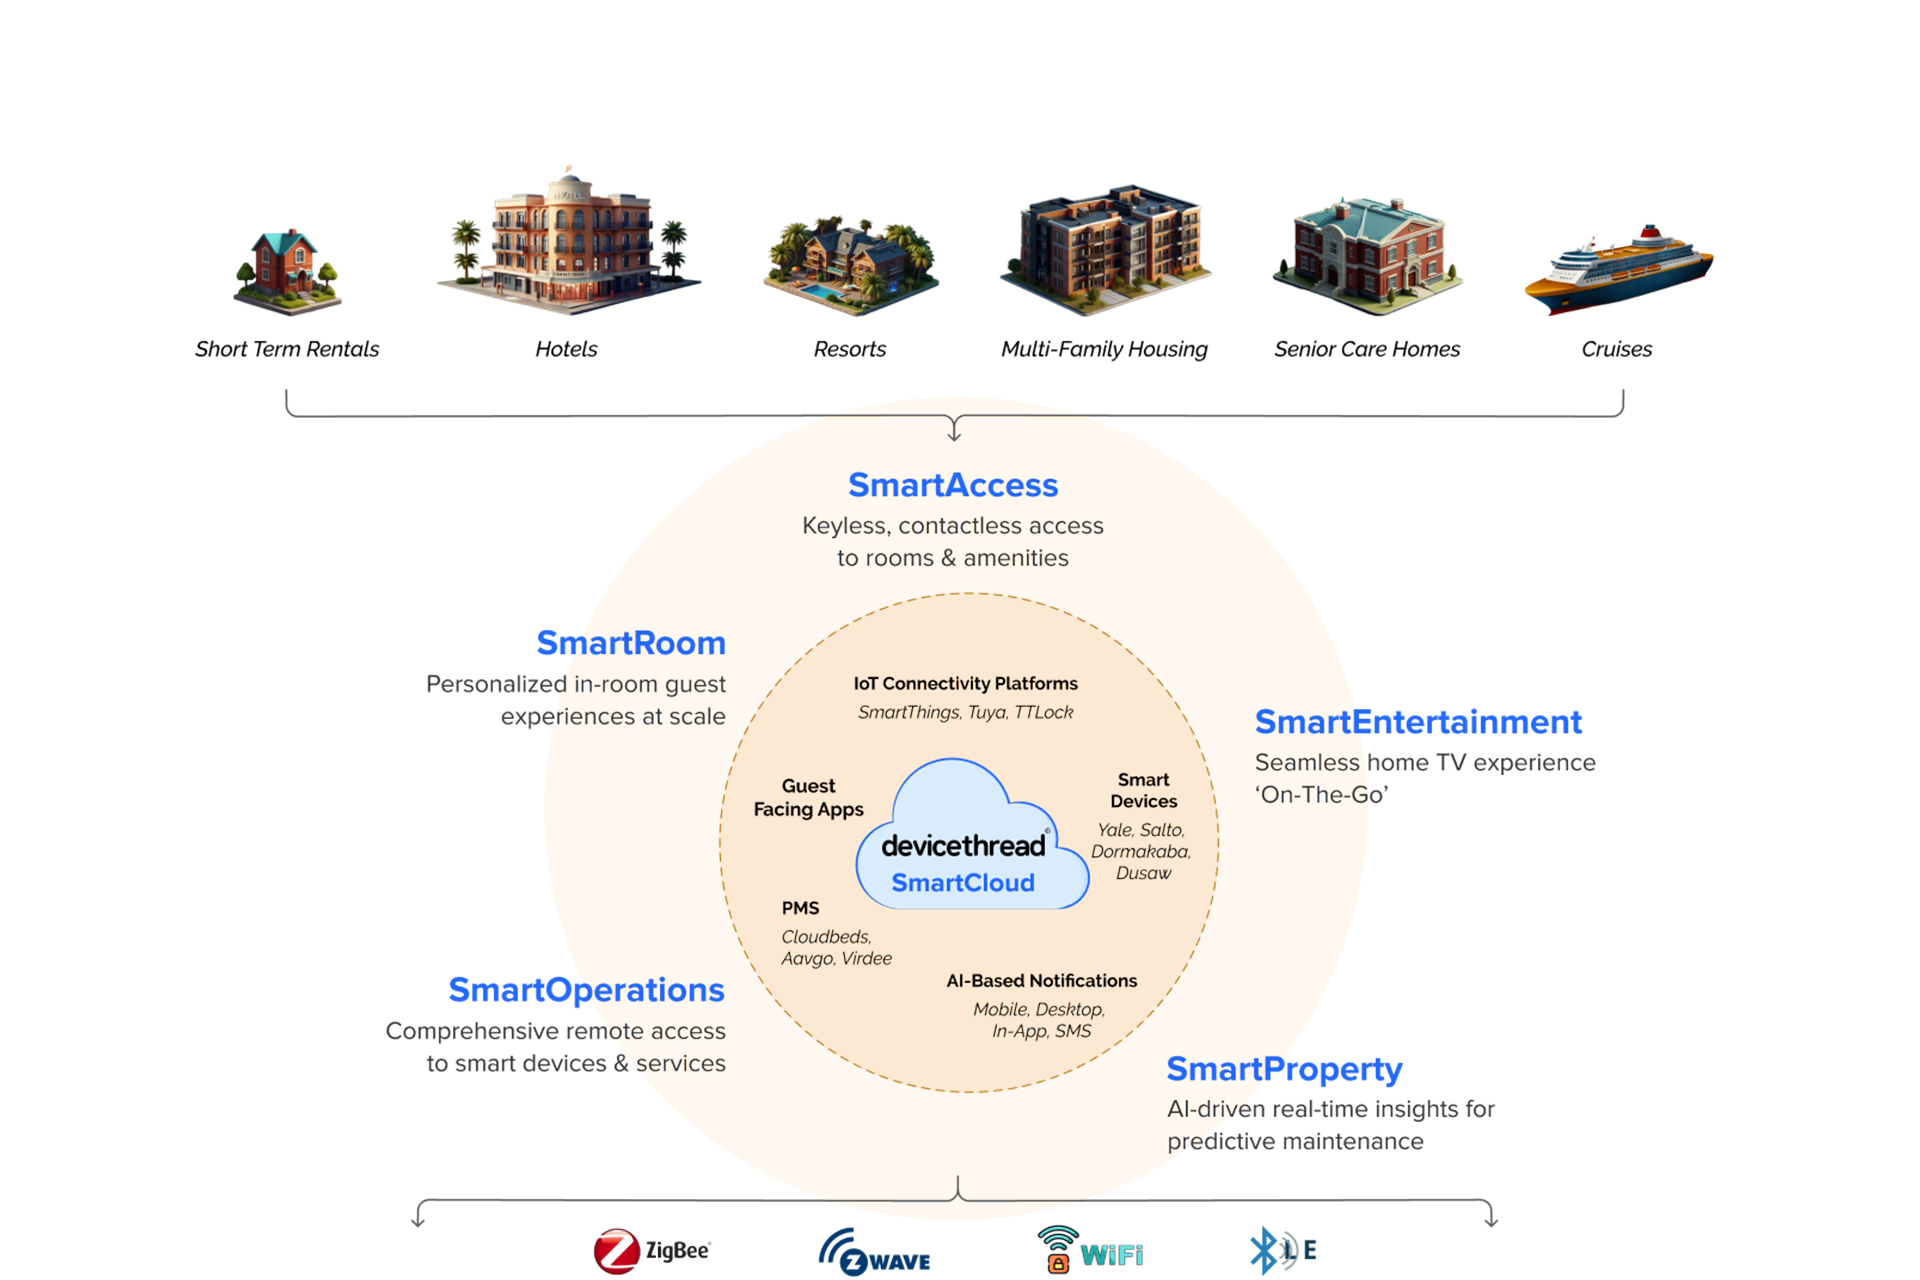 HOTEL
Short Term Rentals
Hotels
Resorts
Multi-Family Housing
Senior Care Homes
Cruises
SmartAccess
Keyless, contactless access
to rooms & amenities
SmartRoom
Personalized in-room guest
experiences at scale
SmartEntertainment
Seamless home TV experience
‘On-The-Go’
IoT Connectivity Platforms
SmartThings, Tuya, TTLock
Guest
Facing Apps
Smart
Devices
Yale, Salto,
Dormakaba,
Dusaw
devicethread®
SmartCloud
PMS
Cloudbeds,
Aavgo, Virdee
AI-Based Notifications
Mobile, Desktop,
In-App, SMS
SmartOperations
Comprehensive remote access
to smart devices & services
SmartProperty
AI-driven real-time insights for
predictive maintenance
ZigBee®
Z WAVE
WiFi
LE